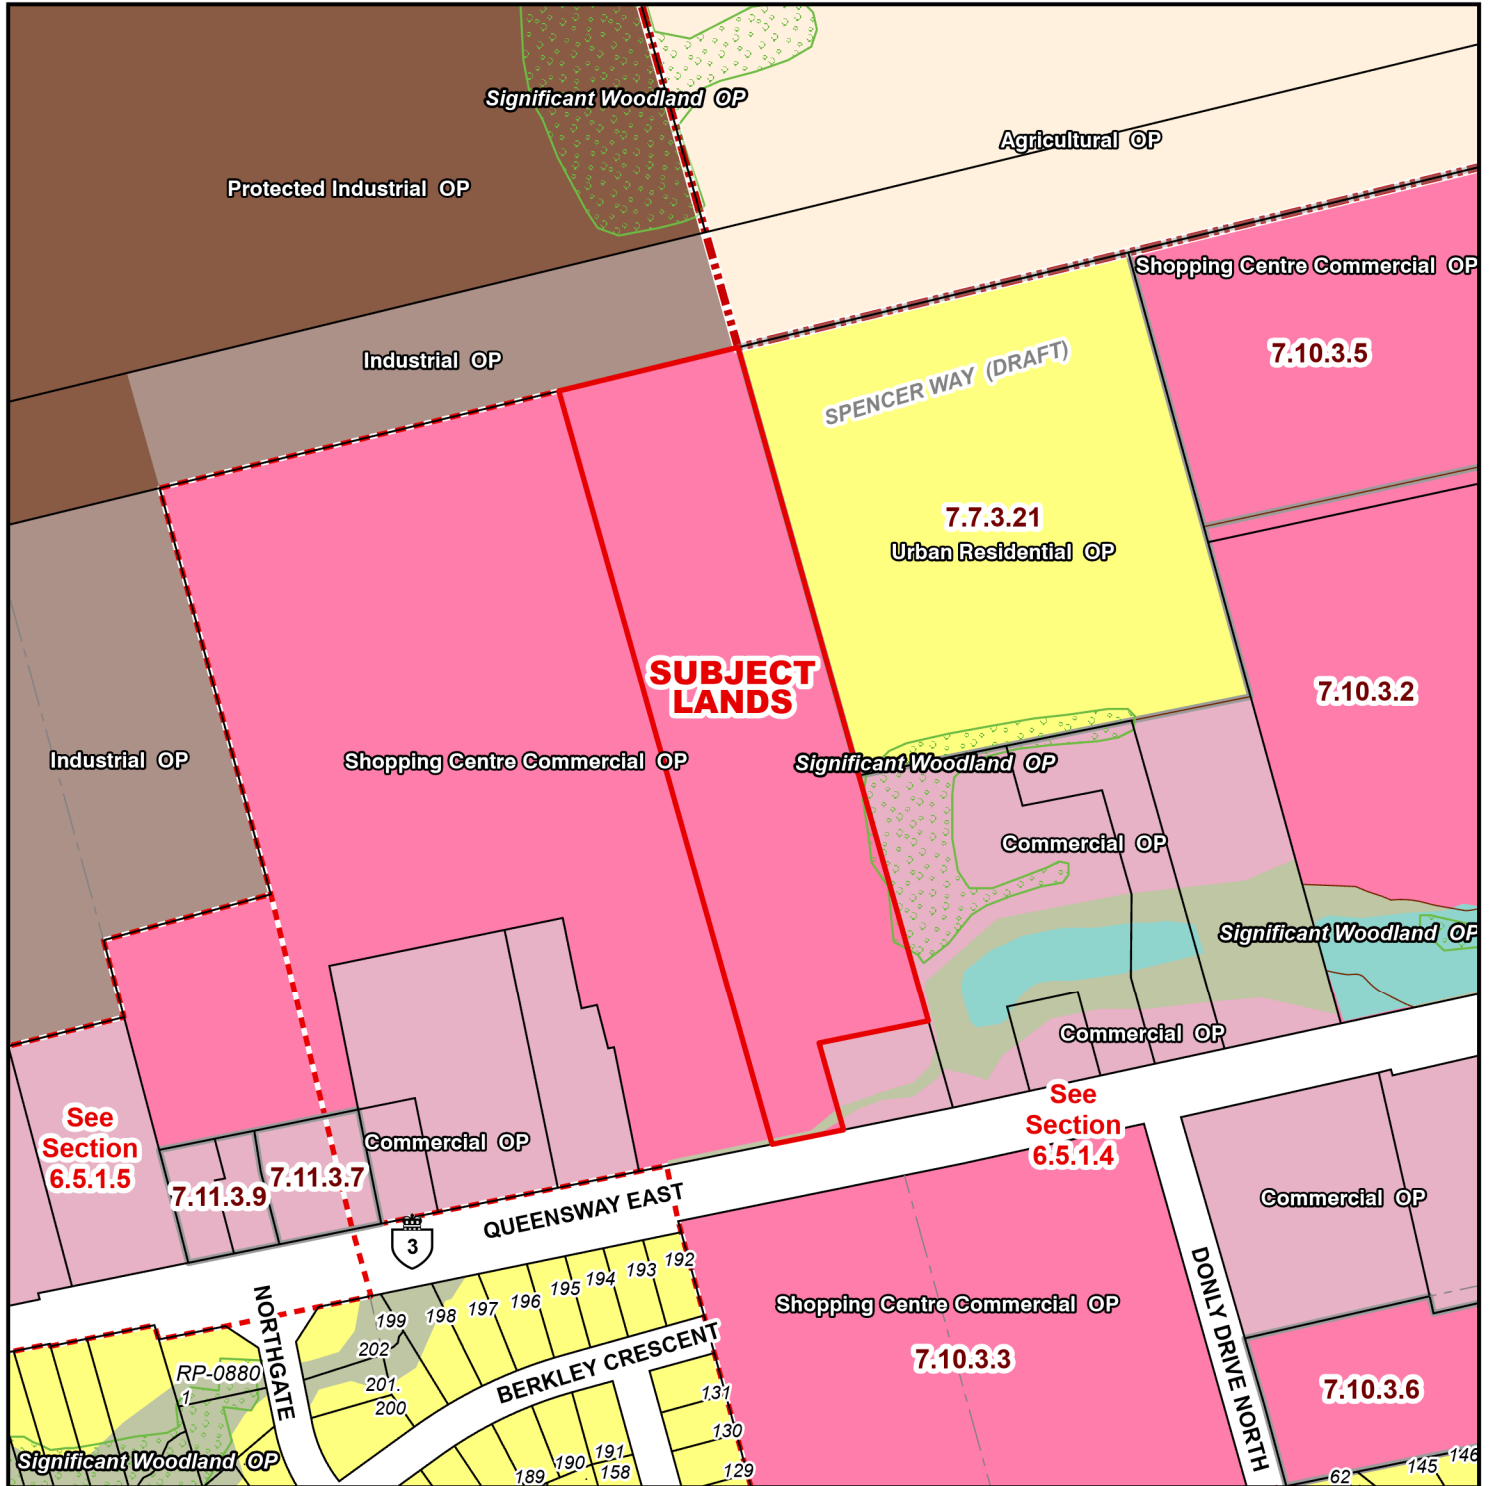 Significant Woodland OP
Agricultural OP
Protected Industrial OP
Shopping Centre Commercial OP
7.10.3.5
Industrial OP
SPENCER WAY (DRAFT)
7.7.3.21
Urban Residential OP
SUBJECT
LANDS
7.10.3.2
Industrial OP
Shopping Centre Commercial OP
Significant Woodland OP
Commercial OP
Significant Woodland OP
Commercial OP
See
Section
6.5.1.4
See
Section
6.5.1.5
Commercial OP
7.11.3.9
7.11.3.7
QUEENSWAY EAST
3
Commercial OP
192
193
194
195
196
197
198
199
202
201.
200
NORTHGATE
RP-0880
1
BERKLEY CRESCENT
Shopping Centre Commercial OP
7.10.3.3
DONLY DRIVE NORTH
7.10.3.6
131
130
129
191
190
189
158
Significant Woodland OP
62
145
146